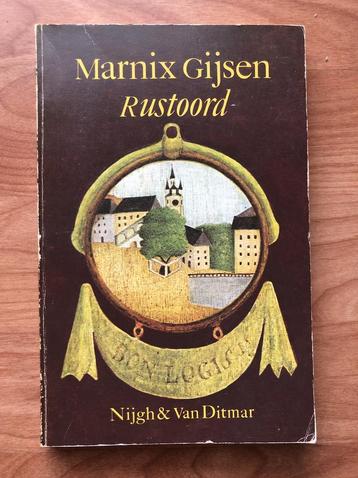 Marnix Gijsen
Rustoord
BON LOGIS
Nijgh & Van Ditmar